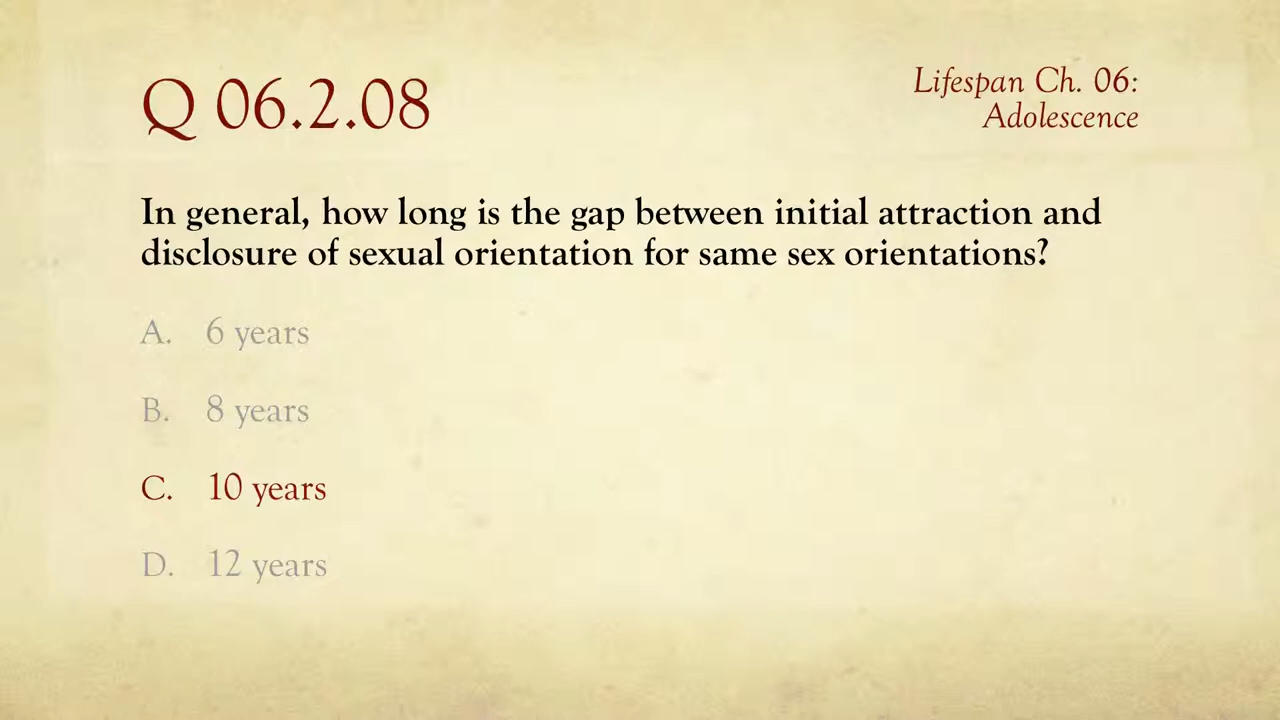 Q 06.2.08
Lifespan Ch. 06:
Adolescence
In general, how long is the gap between initial attraction and
disclosure of sexual orientation for same sex orientations?
A. 6 years
B. 8 years
C. 10 years
D. 12 years